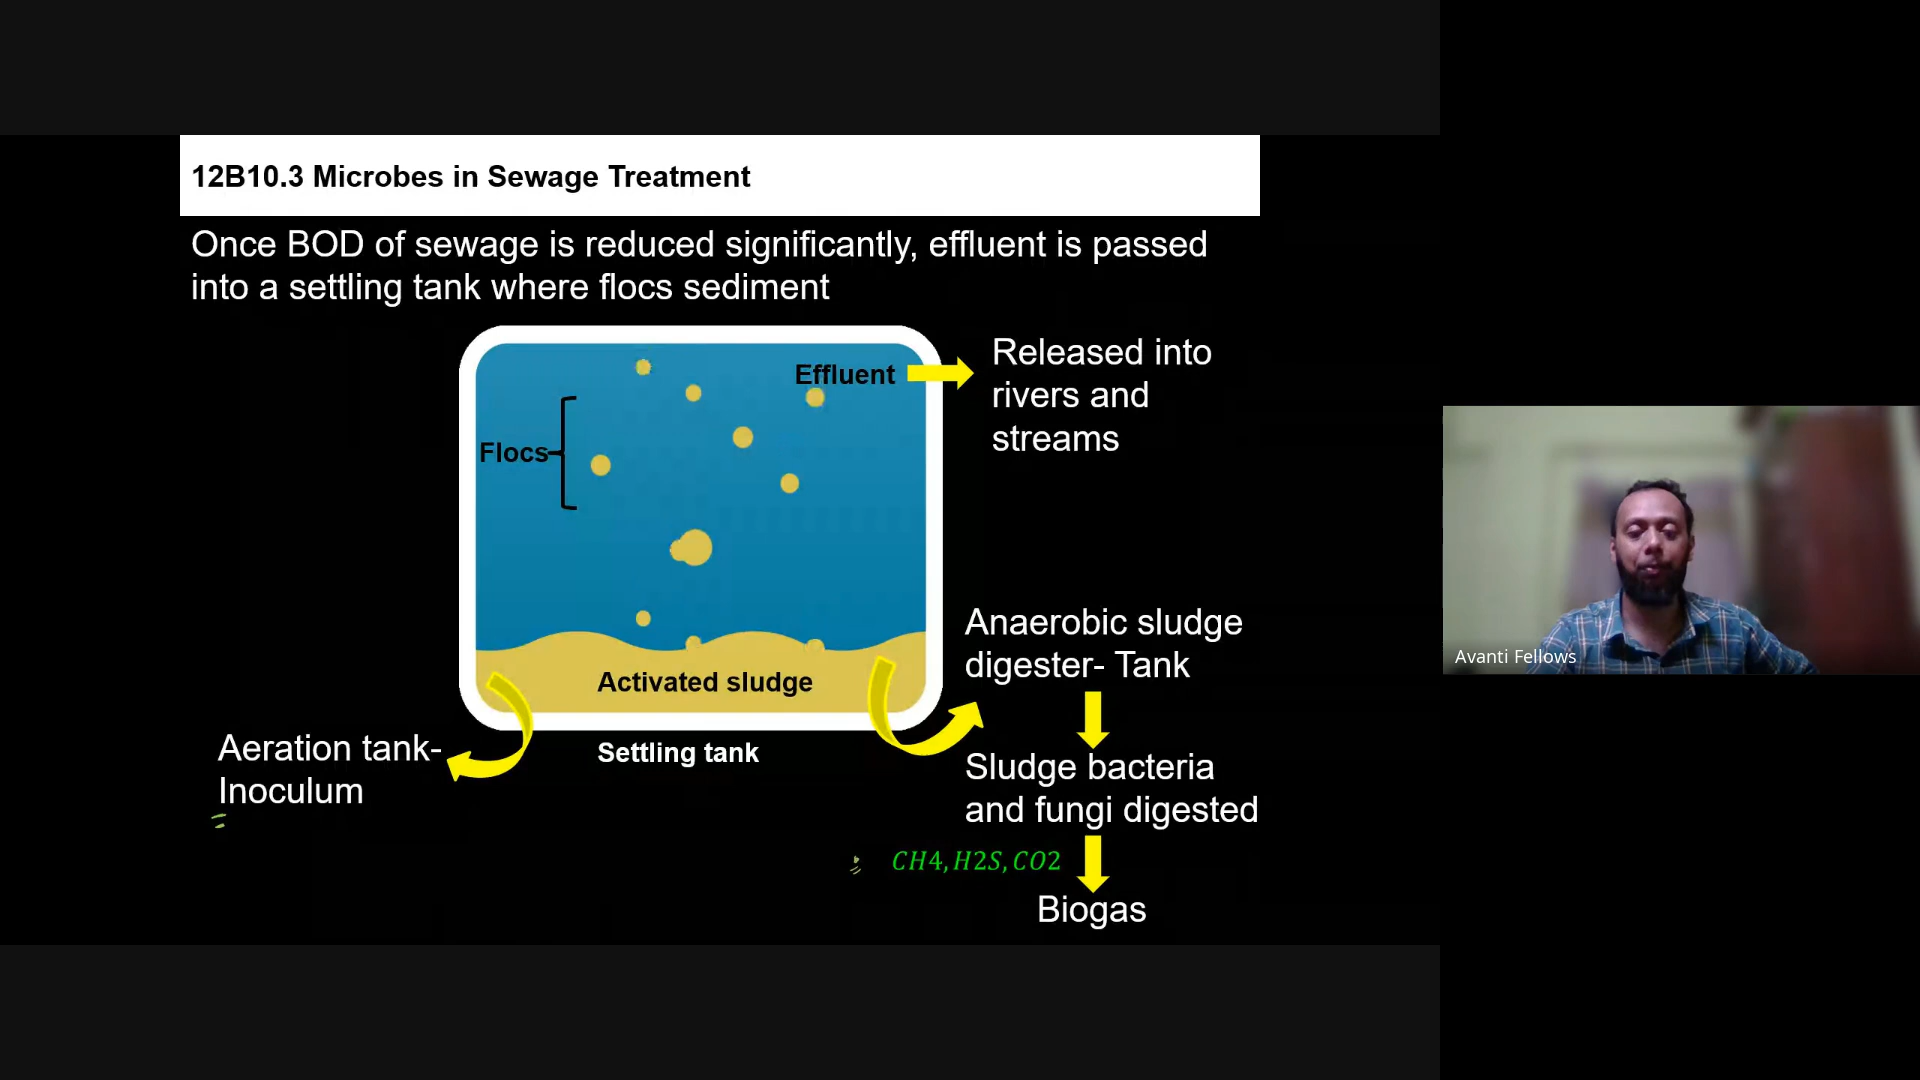 12B10.3 Microbes in Sewage Treatment
Once BOD of sewage is reduced significantly, effluent is passed
into a settling tank where flocs sediment
Effluent
Released into
rivers and
streams
Flocs
Activated sludge
Settling tank
Aeration tank-
Inoculum
Anaerobic sludge
digester- Tank
Sludge bacteria
and fungi digested
CH4, H2S, CO2
Biogas
Avanti Fellows